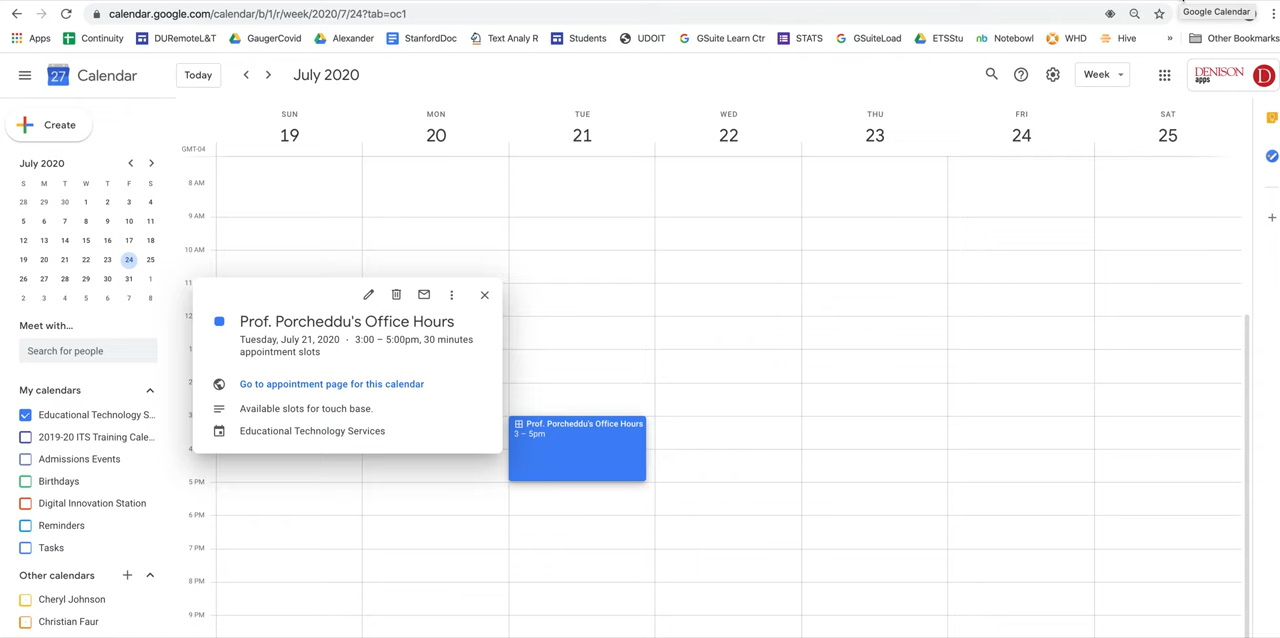 calendar.google.com/calendar/b/1/r/week/2020/7/24?tab=oc1
Google Calendar
Apps Continuity DURemoteL&T GaugerCovid Alexander StanfordDoc Text Analy R Students UDOIT GSuite Learn Ctr STATS GSuiteLoad ETSStu Notebowl WHD Hive » Other Bookmarks
27 Calendar Today July 2020 Week DENISON apps D
SUN MON TUE WED THU FRI SAT
19 20 21 22 23 24 25
GMT-04
Create
July 2020
S M T W T F S
28 29 30 1 2 3 4
5 6 7 8 9 10 11
12 13 14 15 16 17 18
19 20 21 22 23 24 25
26 27 28 29 30 31 1
2 3 4 5 6 7 8
Meet with...
Search for people
My calendars
Educational Technology S...
2019-20 ITS Training Cale...
Admissions Events
Birthdays
Digital Innovation Station
Reminders
Tasks
Other calendars
Cheryl Johnson
Christian Faur
8 AM
9 AM
10 AM
11
12
1
2
3
4
5 PM
6 PM
7 PM
8 PM
9 PM
Prof. Porcheddu's Office Hours
Tuesday, July 21, 2020 · 3:00 – 5:00pm, 30 minutes
appointment slots
Go to appointment page for this calendar
Available slots for touch base.
Educational Technology Services
Prof. Porcheddu's Office Hours
3 – 5pm